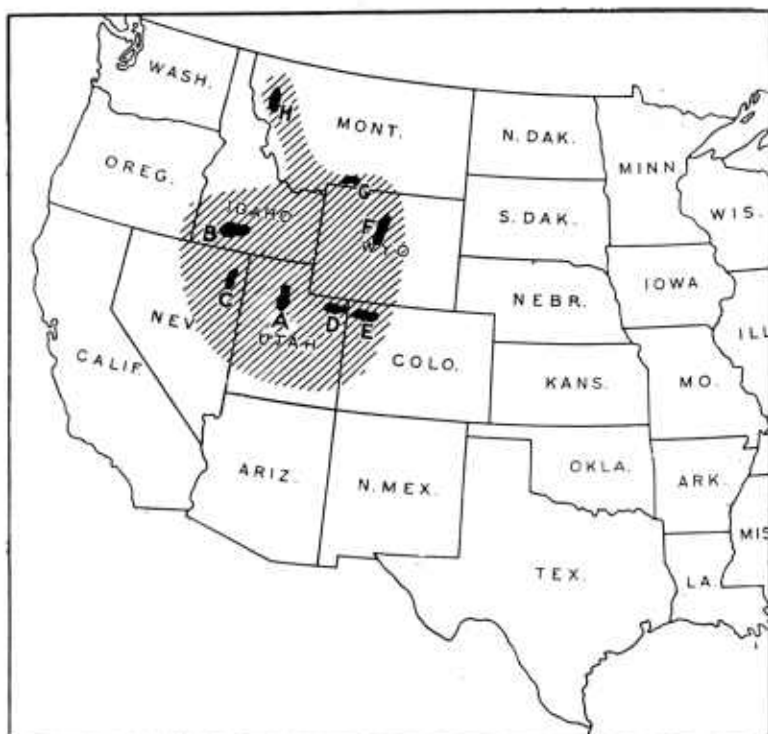 WASH.
H
MONT.
N. DAK.
MINN
OREG.
G
WIS.
IDAHO
S. DAK.
B
F
WYO
IOWA
C
NEBR.
NEV
A
D
E
ILL
UTAH
COLO.
CALIF.
KANS.
MO.
ARIZ.
N. MEX.
OKLA.
ARK.
MIS
TEX.
LA.